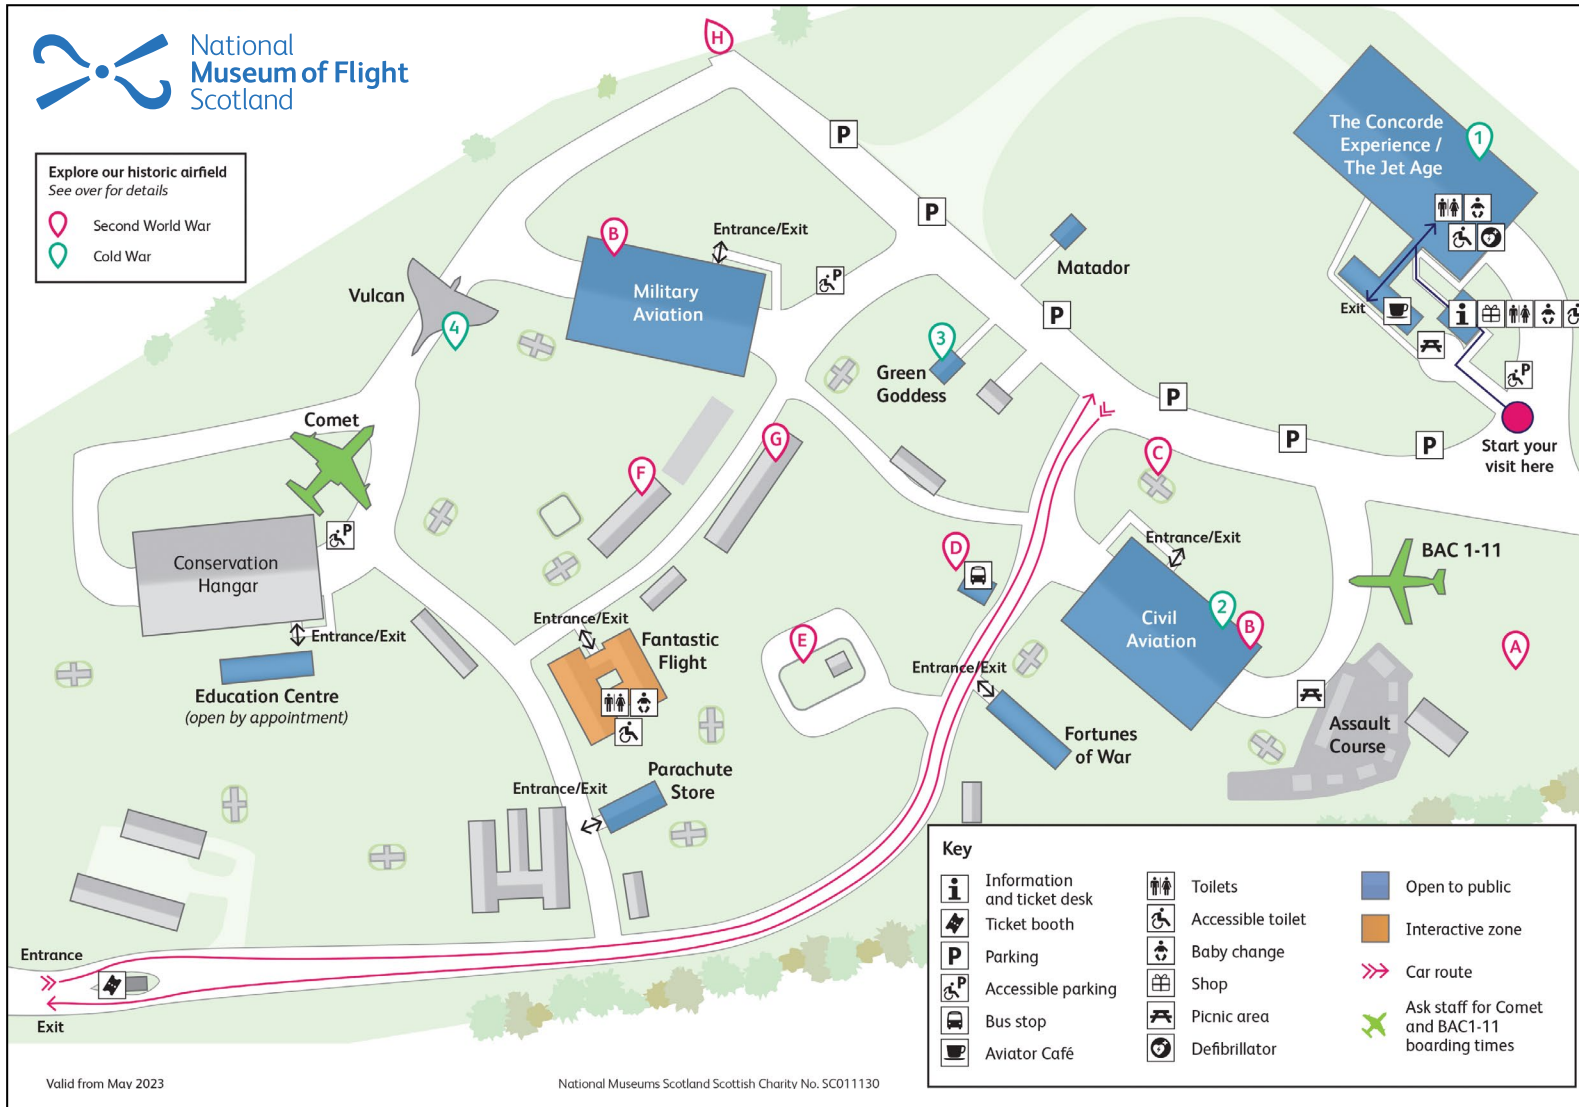 National
Museum of Flight
Scotland
Explore our historic airfield
See over for details
Second World War
Cold War
H
P
P
P
P
P
P
The Concorde
Experience /
The Jet Age
1
Exit
Start your
visit here
Matador
B
Entrance/Exit
P
Military
Aviation
Vulcan
4
3
Green
Goddess
Comet
P
Conservation
Hangar
Entrance/Exit
Education Centre
(open by appointment)
F
G
Entrance/Exit
Fantastic
Flight
Parachute
Store
Entrance/Exit
D
E
C
Entrance/Exit
Civil
Aviation
2
B
Entrance/Exit
Fortunes
of War
P
BAC 1-11
A
Assault
Course
Entrance
Exit
Key
i
Information
and ticket desk
Ticket booth
P
Parking
P
Accessible parking
Bus stop
Aviator Café
Toilets
Accessible toilet
Baby change
Shop
Picnic area
Defibrillator
Open to public
Interactive zone
Car route
Ask staff for Comet
and BAC1-11
boarding times
Valid from May 2023
National Museums Scotland Scottish Charity No. SC011130